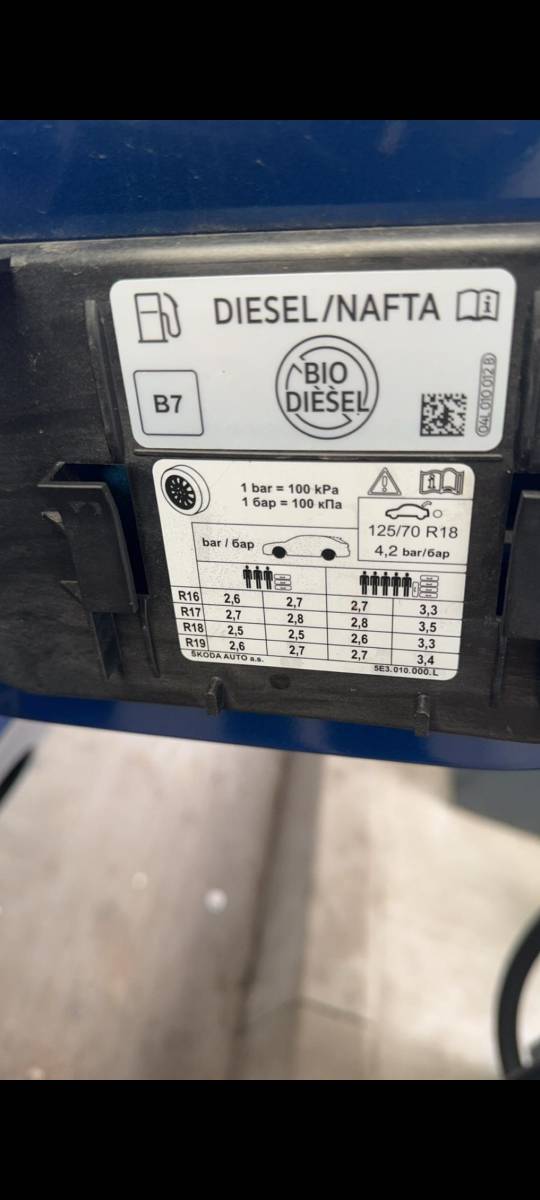 DIESEL/NAFTA
B7
BIO
DIÈSEL
04L 010 012 B
1 bar = 100 kPa
1 бар = 100 кПа
125/70 R18
4,2 bar/бар
bar / бар
R16 2,6 2,7 2,7 3,3
R17 2,7 2,8 2,8 3,5
R18 2,5 2,5 2,6 3,3
R19 2,6 2,7 2,7 3,4
ŠKODA AUTO a.s. 5E3.010.000.L